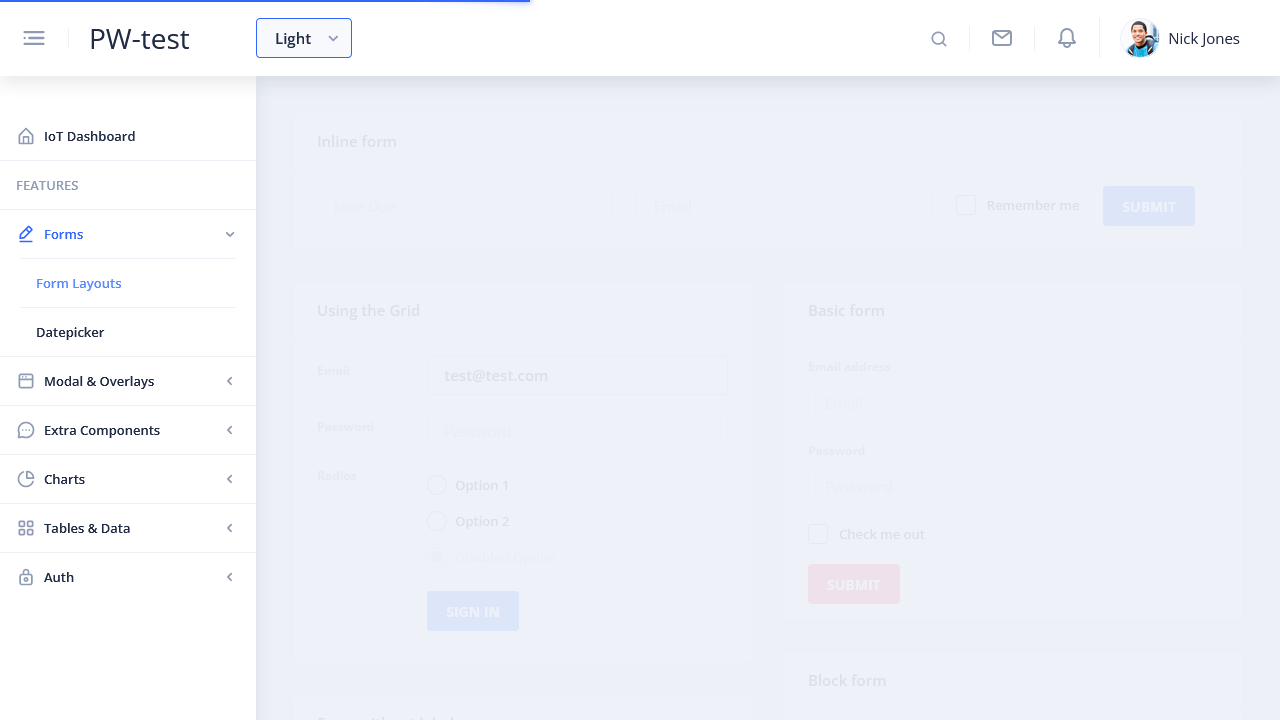 PW-test
Light
Nick Jones
IoT Dashboard
FEATURES
Forms
Form Layouts
Datepicker
Modal & Overlays
Extra Components
Charts
Tables & Data
Auth
Inline form
Jane Doe
Email
Remember me
SUBMIT
Using the Grid
Email
test@test.com
Password
Password
Radios
Option 1
Option 2
Disabled Option
SIGN IN
Basic form
Email address
Email
Password
Password
Check me out
SUBMIT
Block form